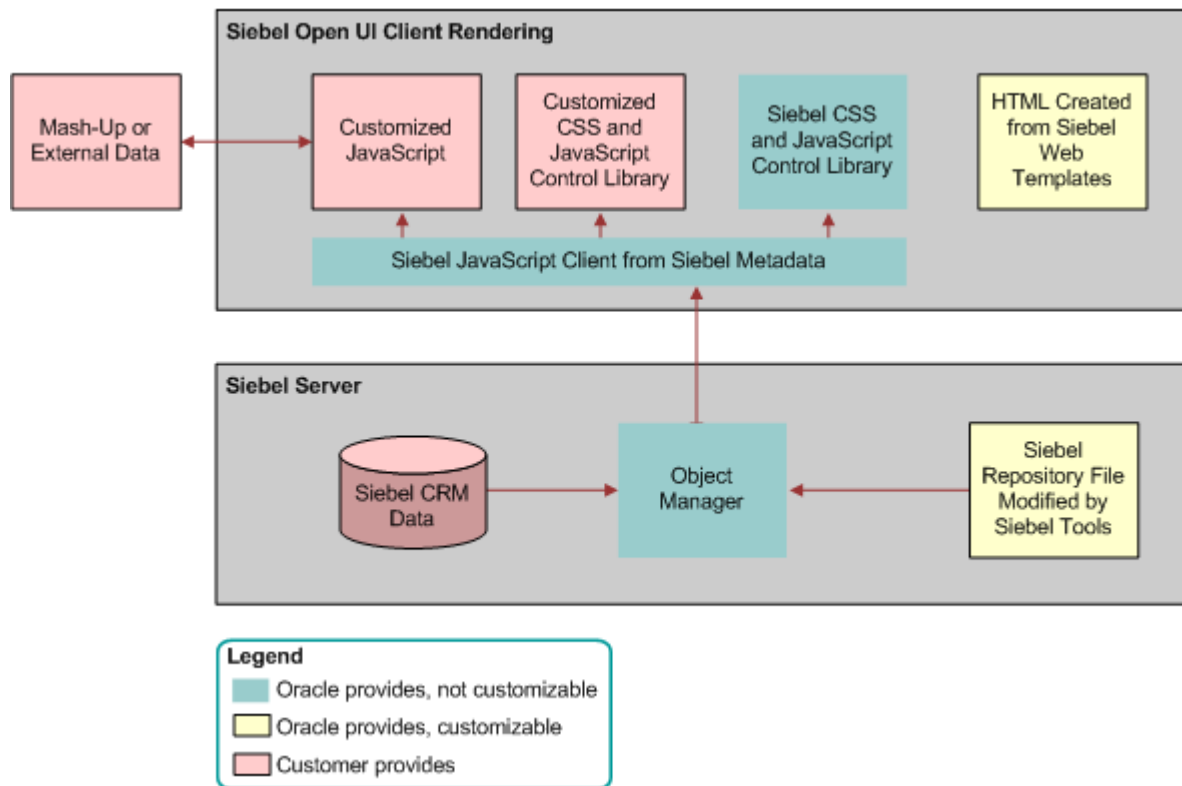 Siebel Open UI Client Rendering
Mash-Up or
External Data
Customized
JavaScript
Customized
CSS and
JavaScript
Control Library
Siebel CSS
and JavaScript
Control Library
HTML Created
from Siebel
Web
Templates
Siebel JavaScript Client from Siebel Metadata
Siebel Server
Siebel CRM
Data
Object
Manager
Siebel
Repository File
Modified by
Siebel Tools
Legend
Oracle provides, not customizable
Oracle provides, customizable
Customer provides